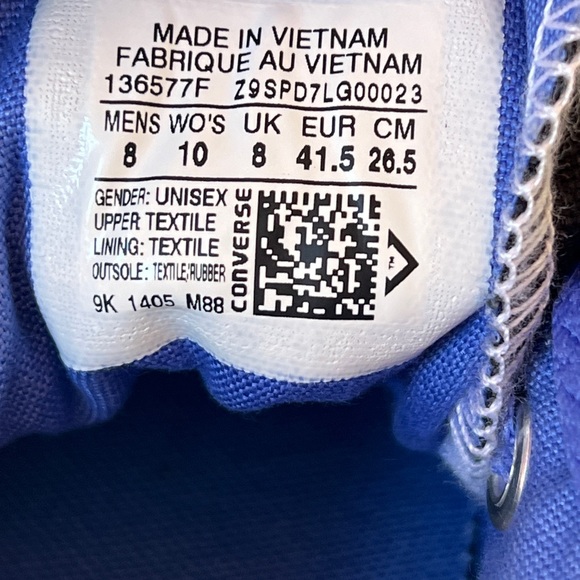 MADE IN VIETNAM
FABRIQUE AU VIETNAM
136577F Z9SPD7LG00023
MENS WO'S UK EUR CM
8 10 8 41.5 26.5
GENDER: UNISEX
UPPER: TEXTILE
LINING: TEXTILE
OUTSOLE: TEXTILE/RUBBER
9K 1405 M88
CONVERSE